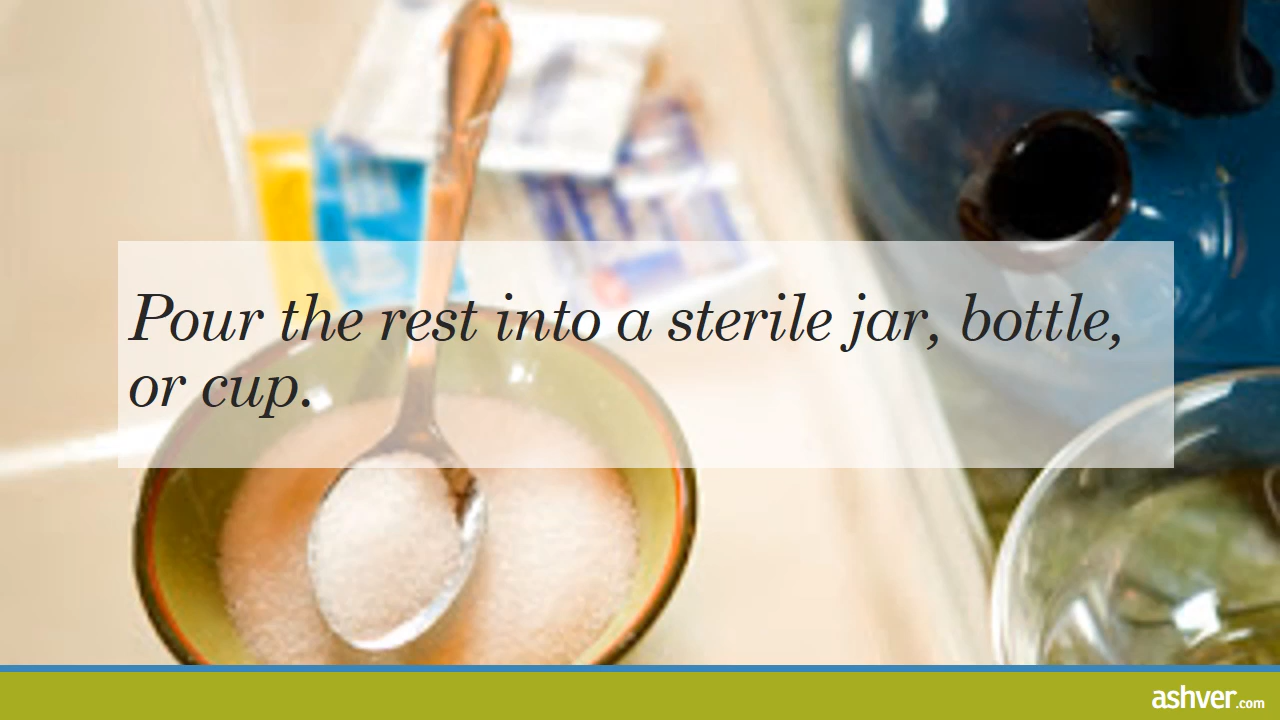 Pour the rest into a sterile jar, bottle,
or cup.
ashver.com